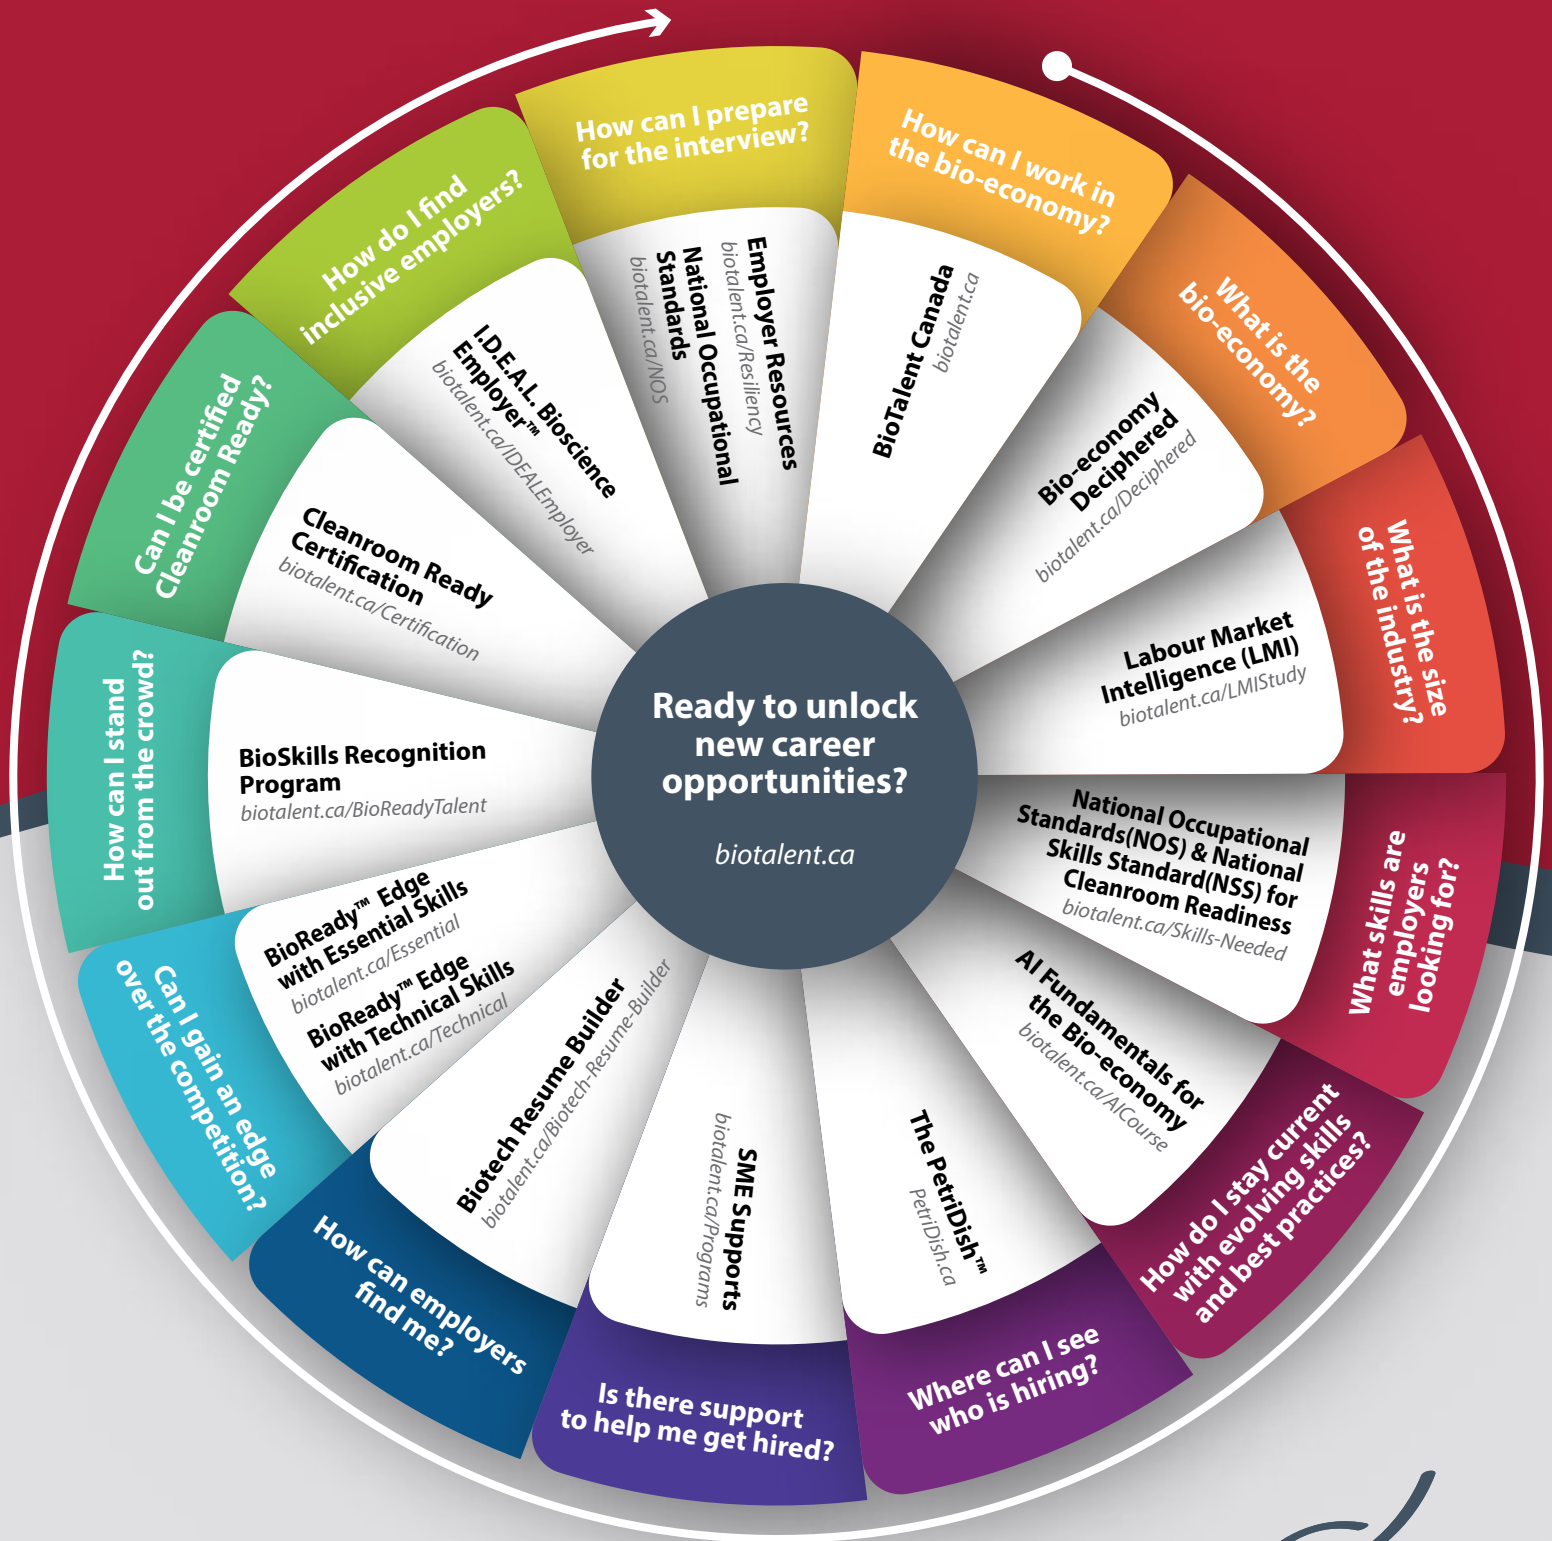 Ready to unlock
new career
opportunities?
biotalent.ca
How can I work in
the bio-economy?
BioTalent Canada
biotalent.ca
What is the
bio-economy?
Bio-economy
Deciphered
biotalent.ca/Deciphered
What is the size
of the industry?
Labour Market
Intelligence (LMI)
biotalent.ca/LMIStudy
What skills are
employers
looking for?
National Occupational
Standards(NOS) & National
Skills Standard(NSS) for
Cleanroom Readiness
biotalent.ca/Skills-Needed
How do I stay current
with evolving skills
and best practices?
AI Fundamentals for
the Bio-economy
biotalent.ca/AICourse
Where can I see
who is hiring?
The PetriDish™
PetriDish.ca
Is there support
to help me get hired?
SME Supports
biotalent.ca/Programs
How can employers
find me?
Biotech Resume Builder
biotalent.ca/Biotech-Resume-Builder
Can I gain an edge
over the competition?
BioReady™ Edge
with Essential Skills
biotalent.ca/Essential
BioReady™ Edge
with Technical Skills
biotalent.ca/Technical
How can I stand
out from the crowd?
BioSkills Recognition
Program
biotalent.ca/BioReadyTalent
Can I be certified
Cleanroom Ready?
Cleanroom Ready
Certification
biotalent.ca/Certification
How do I find
inclusive employers?
I.D.E.A.L. Bioscience
Employer™
biotalent.ca/IDEALEmployer
How can I prepare
for the interview?
Employer Resources
biotalent.ca/Resiliency
National Occupational
Standards
biotalent.ca/NOS